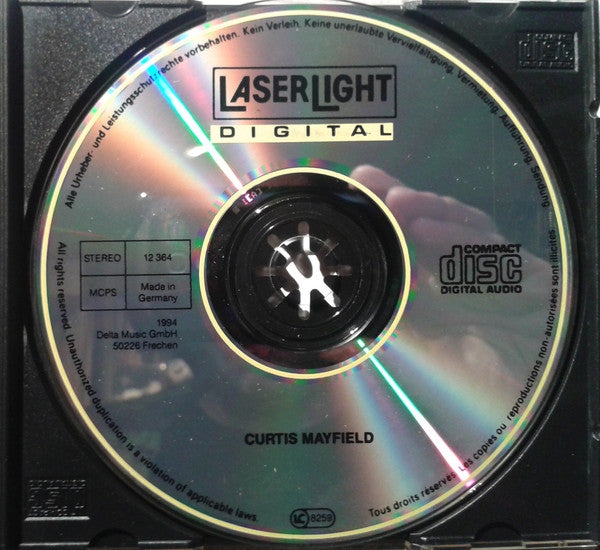 Alle Urheber- und Leistungsschutzrechte vorbehalten. Kein Verleih. Keine unerlaubte Vervielfältigung, Vermietung, Aufführung, Sendung
LASERLIGHT
DIGITAL
STEREO 12 364
MCPS Made in
Germany
1994
Delta Music GmbH
50226 Frechen
COMPACT
disc
DIGITAL AUDIO
CURTIS MAYFIELD
LC 8259
All rights reserved. Unauthorized duplication is a violation of applicable laws.
Tous droits réservés. Les copies ou reproductions non-autorisées sont illicites.
disc